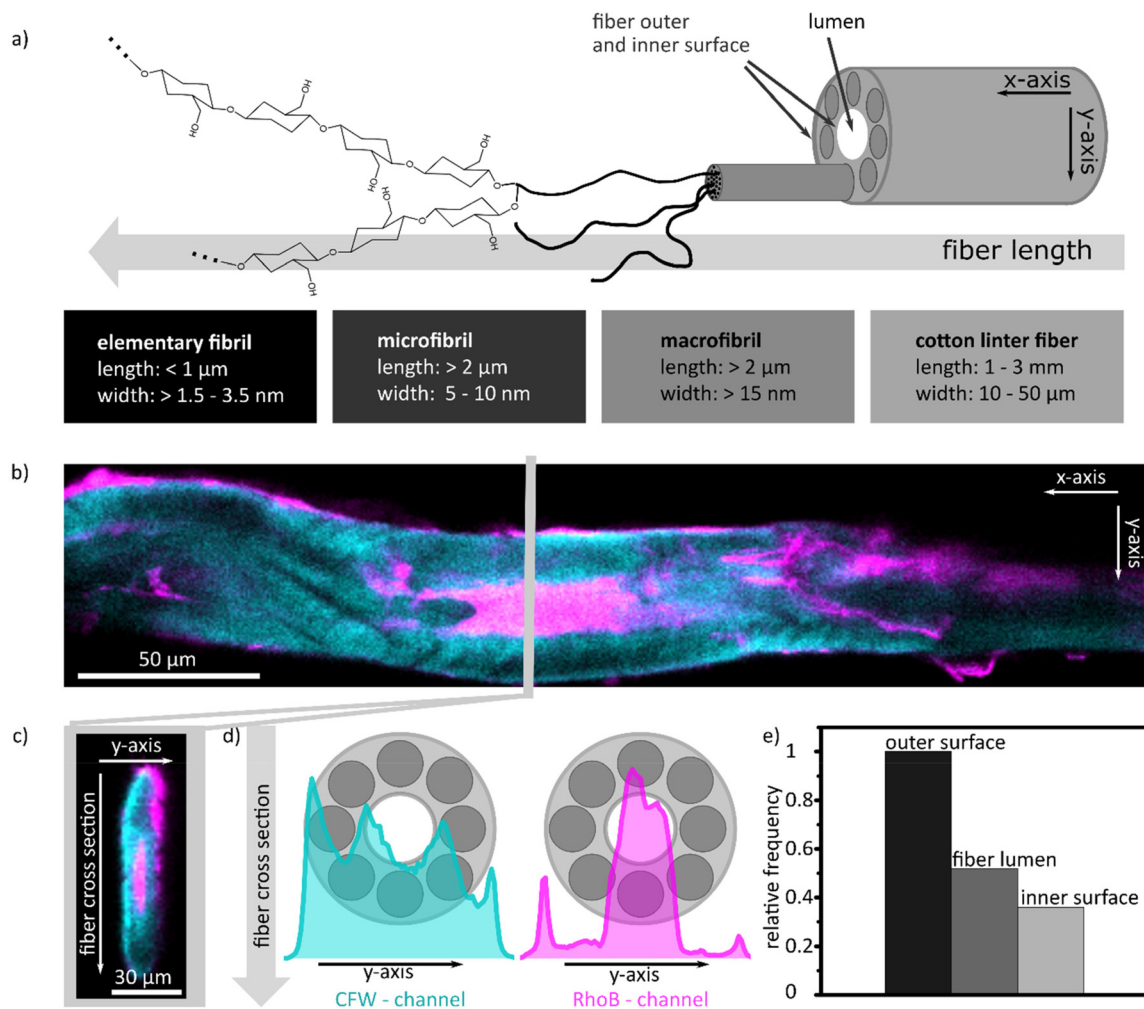 a)
fiber outer
and inner surface
lumen
x-axis
y-axis
O
OH
O
HO
O
OH
O
HO
O
O
HO
O
OH
O
HO
O
OH
fiber length
elementary fibril
length: < 1 µm
width: > 1.5 - 3.5 nm
microfibril
length: > 2 µm
width: 5 - 10 nm
macrofibril
length: > 2 µm
width: > 15 nm
cotton linter fiber
length: 1 - 3 mm
width: 10 - 50 µm
b)
x-axis
y-axis
50 µm
c)
y-axis
fiber cross section
30 µm
d)
fiber cross section
y-axis
CFW - channel
y-axis
RhoB - channel
e)
relative frequency
1
0.8
0.6
0.4
0.2
0
outer surface
fiber lumen
inner surface